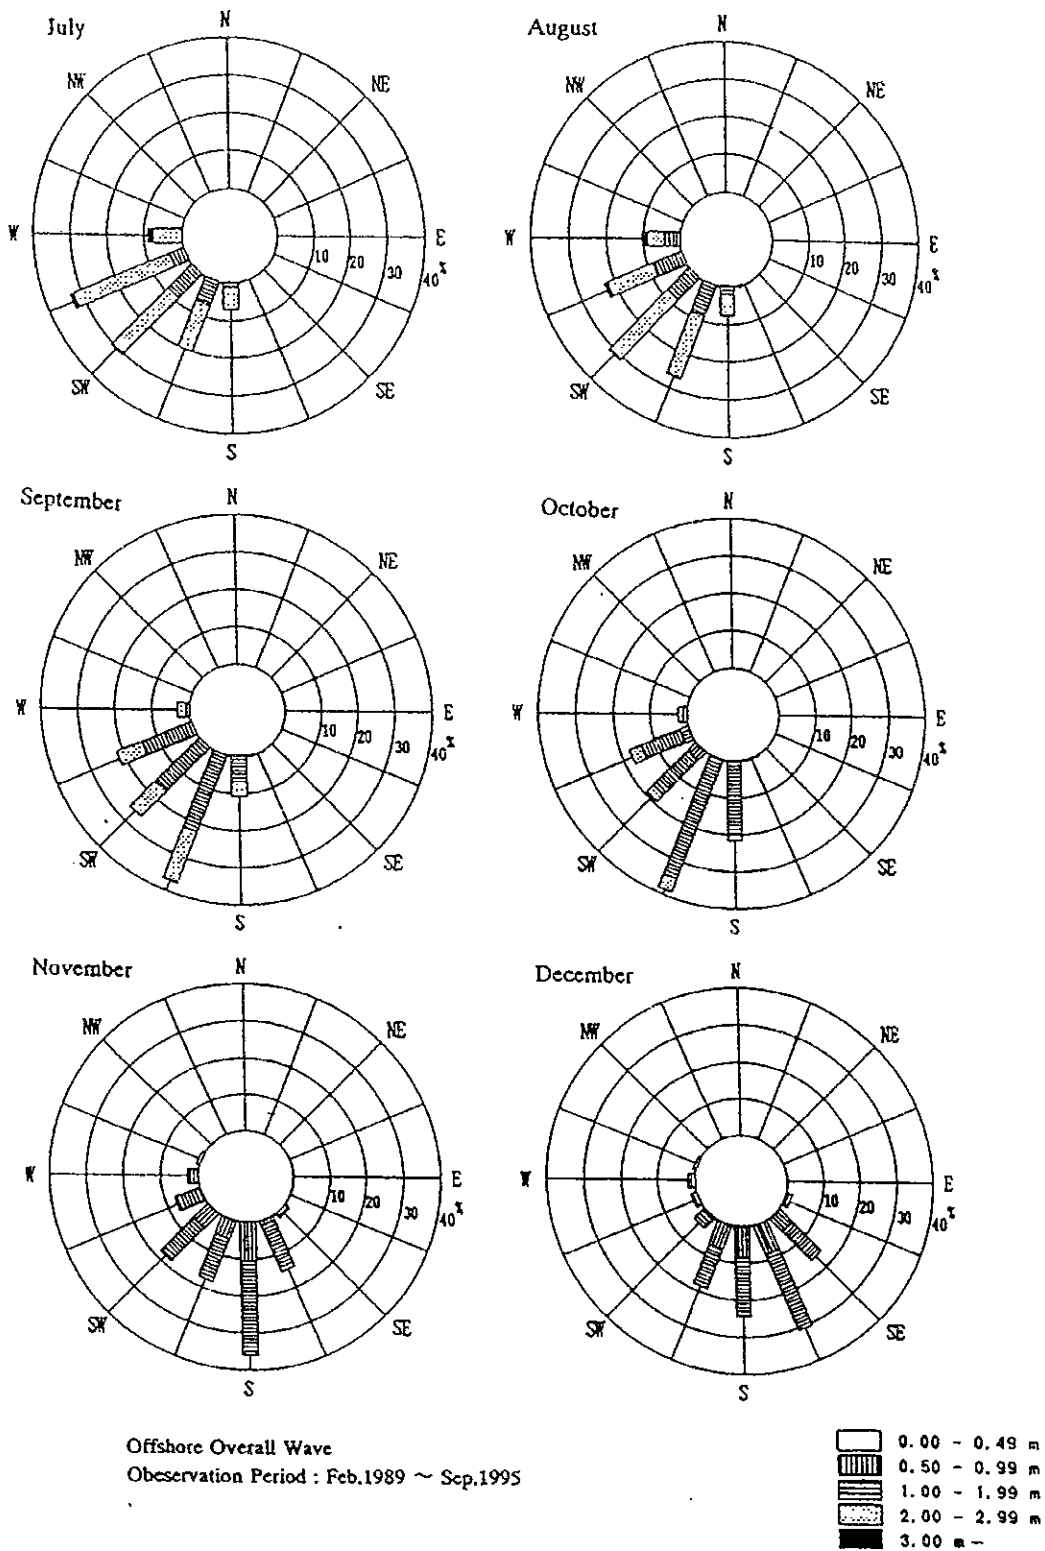 July
N
NW
NE
W
E
10
20
30
40%
SW
SE
S
August
N
NW
NE
W
E
10
20
30
40%
SW
SE
S
September
N
NW
NE
W
E
10
20
30
40%
SW
SE
S
October
N
NW
NE
W
E
10
20
30
40%
SW
SE
S
November
N
NW
NE
W
E
10
20
30
40%
SW
SE
S
December
N
NW
NE
W
E
10
20
30
40%
SW
SE
S
Offshore Overall Wave
Obeservation Period : Feb.1989 ~ Sep.1995
0.00 - 0.49 m
0.50 - 0.99 m
1.00 - 1.99 m
2.00 - 2.99 m
3.00 m -